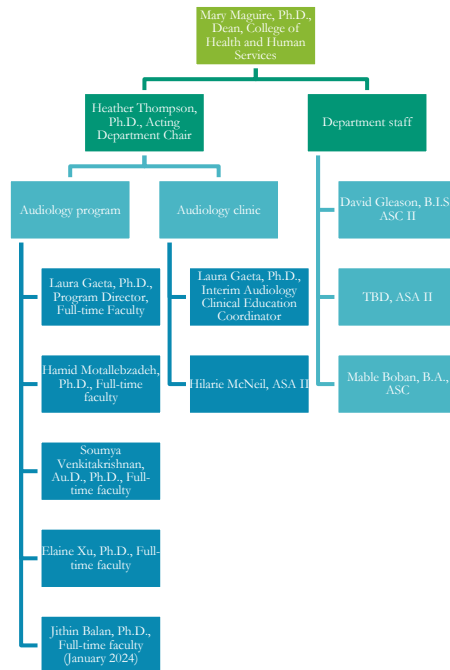 Mary Maguire, Ph.D.,
Dean, College of
Health and Human
Services
Heather Thompson,
Ph.D., Acting
Department Chair
Department staff
Audiology program
Audiology clinic
David Gleason, B.I.S
ASC II
Laura Gaeta, Ph.D.,
Program Director,
Full-time Faculty
Laura Gaeta, Ph.D.,
Interim Audiology
Clinical Education
Coordinator
TBD, ASA II
Hamid Motallebzadeh,
Ph.D., Full-time
faculty
Hilarie McNeil, ASA II
Mable Boban, B.A.,
ASC
Soumya
Venkitakrishnan,
Au.D., Ph.D., Full-
time faculty
Elaine Xu, Ph.D., Full-
time faculty
Jithin Balan, Ph.D.,
Full-time faculty
(January 2024)